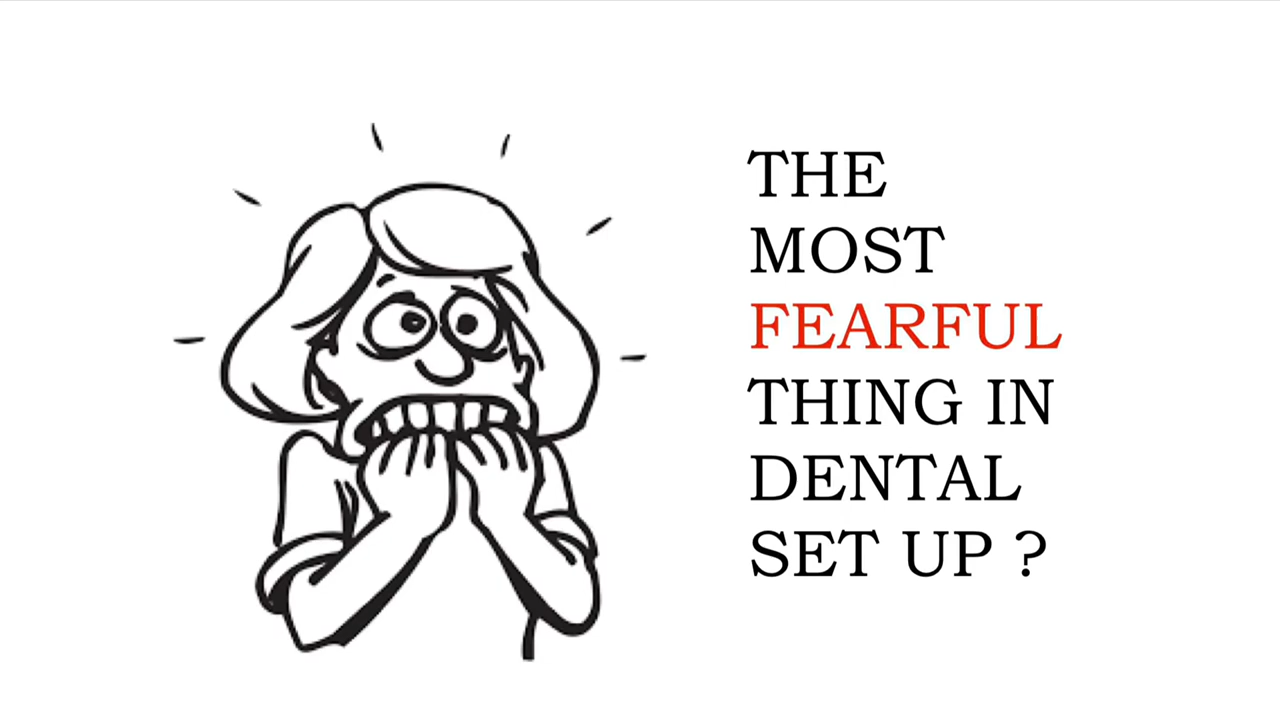 THE
MOST
FEARFUL
THING IN
DENTAL
SET UP ?